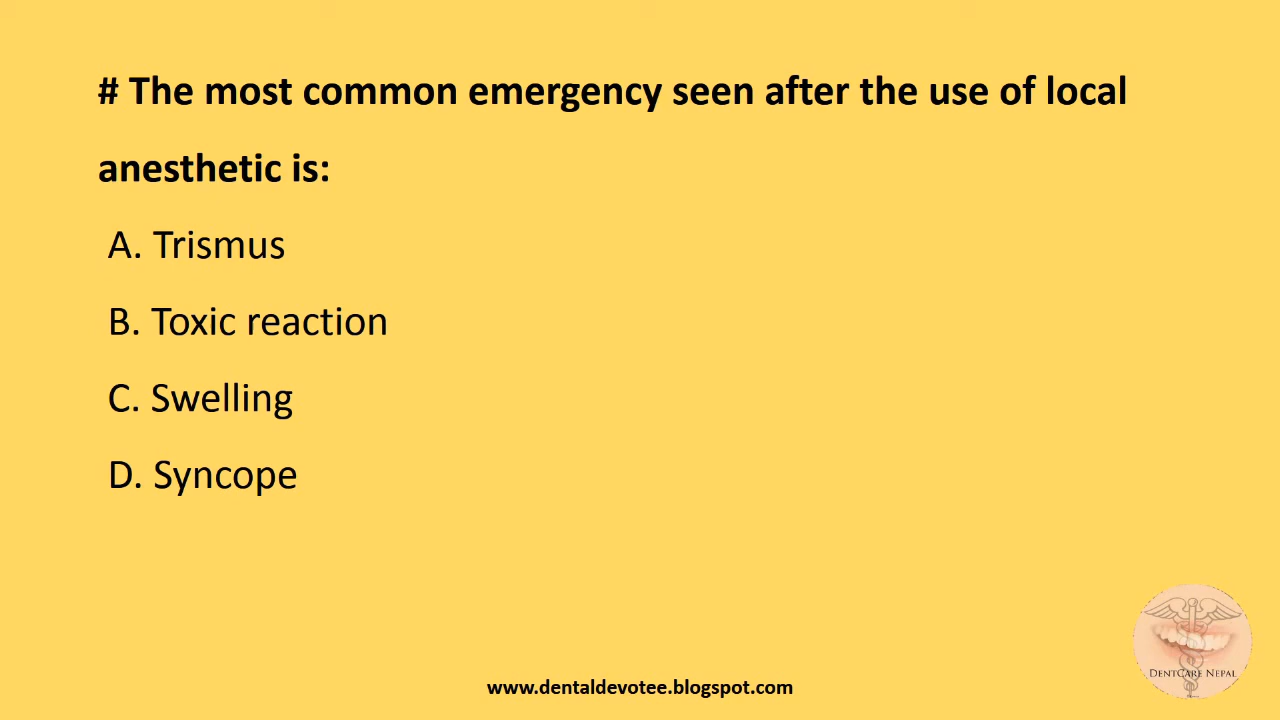 # The most common emergency seen after the use of local
anesthetic is:
A. Trismus
B. Toxic reaction
C. Swelling
D. Syncope
DENTCARE NEPAL
www.dentaldevotee.blogspot.com